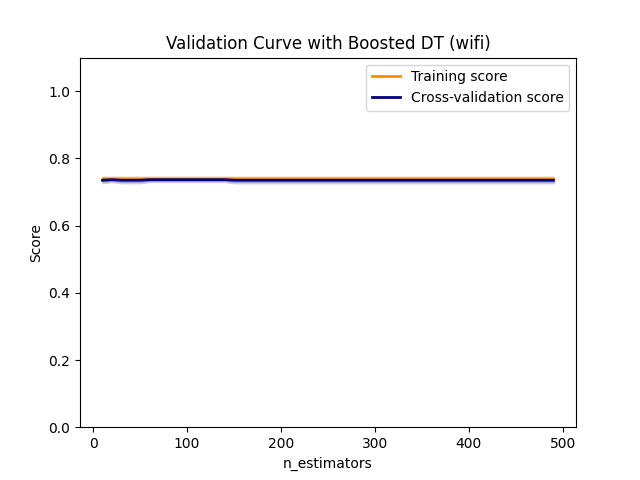 Validation Curve with Boosted DT (wifi)
Training score
Cross-validation score
1.0
0.8
0.6
0.4
0.2
0.0
Score
0
100
200
300
400
500
n_estimators